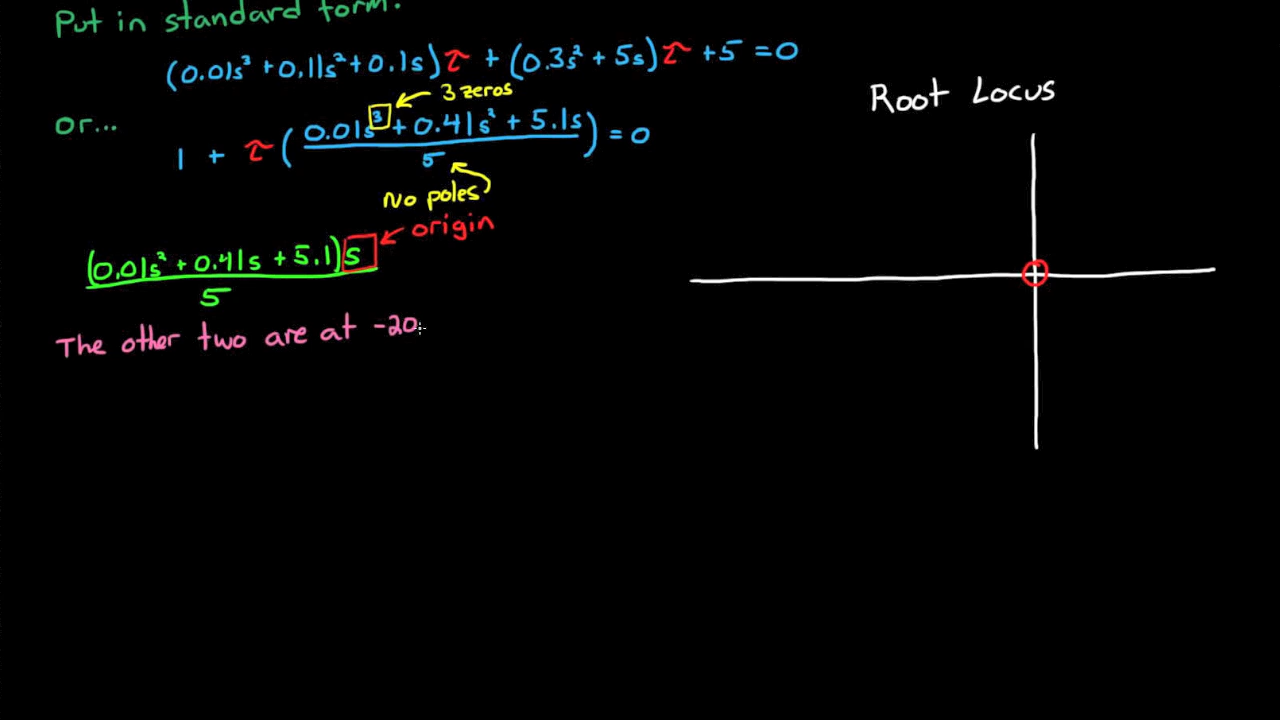 Put in standard form.
(0.01s³ + 0.11s² + 0.1s)τ + (0.3s² + 5s)τ + 5 = 0
3 zeros
Root Locus
or...
1 + τ(0.01s³ + 0.41s² + 5.1s / 5) = 0
No poles
origin
(0.01s² + 0.41s + 5.1)s
5
The other two are at -20